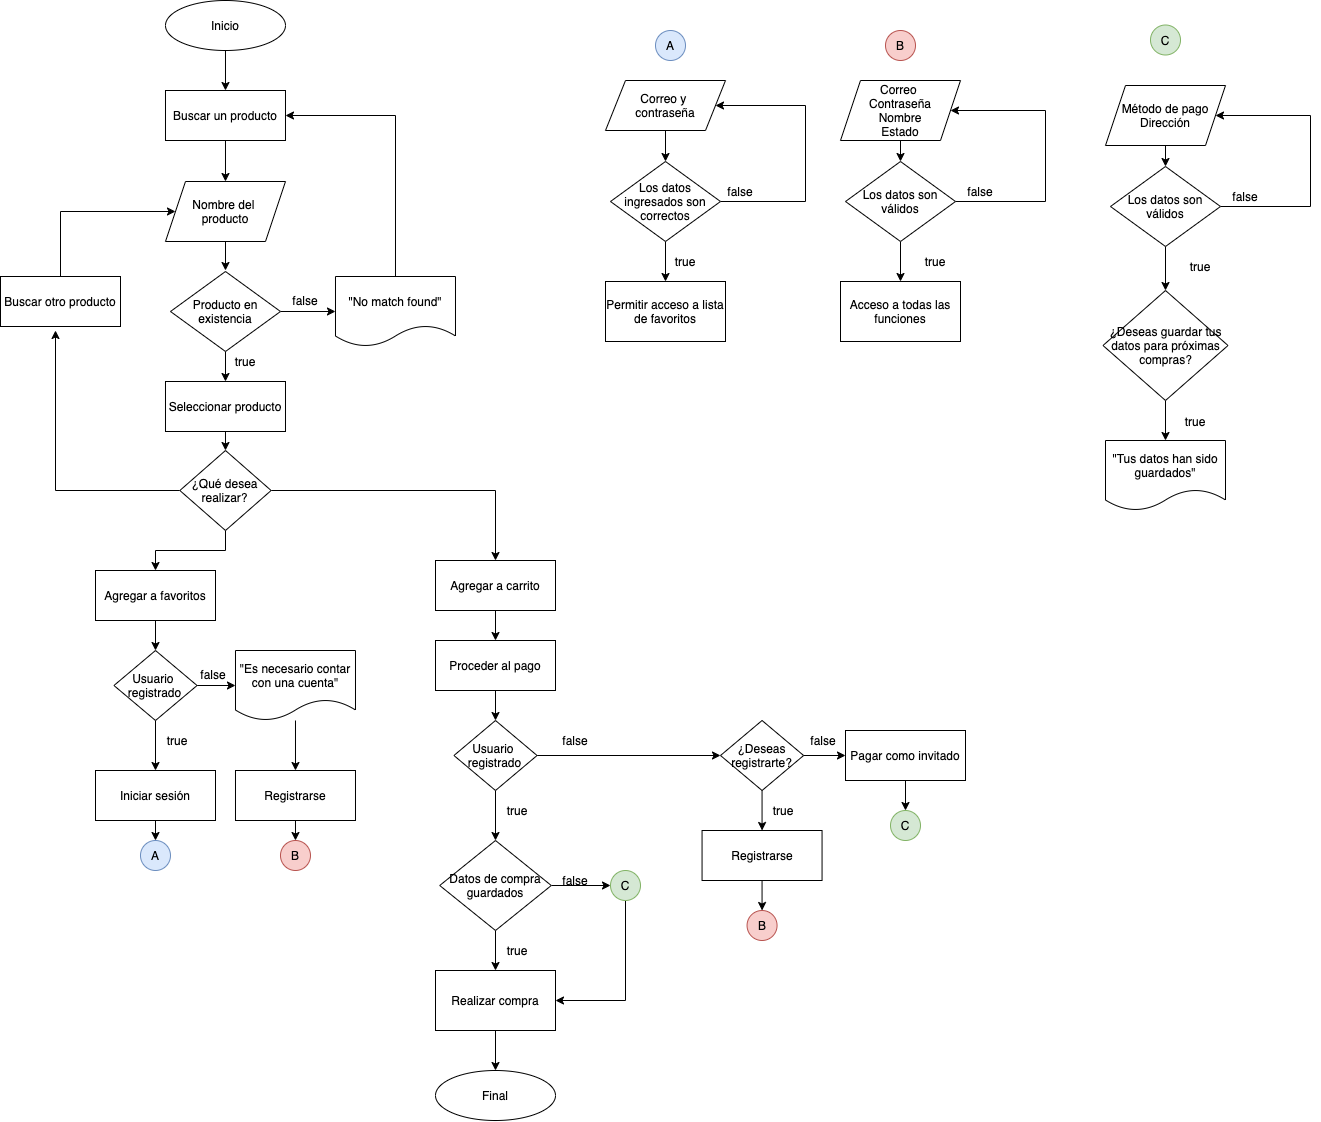 Inicio
Buscar un producto
Nombre del
producto
Buscar otro producto
Producto en
existencia
false
"No match found"
true
Seleccionar producto
¿Qué desea
realizar?
Agregar a favoritos
Usuario
registrado
false
"Es necesario contar
con una cuenta"
true
Iniciar sesión
Registrarse
A
B
Agregar a carrito
Proceder al pago
Usuario
registrado
false
¿Deseas
registrarte?
false
Pagar como invitado
C
true
Registrarse
B
true
Datos de compra
guardados
false
C
true
Realizar compra
Final
A
Correo y
contraseña
Los datos
ingresados son
correctos
false
true
Permitir acceso a lista
de favoritos
B
Correo
Contraseña
Nombre
Estado
Los datos son
válidos
false
true
Acceso a todas las
funciones
C
Método de pago
Dirección
Los datos son
válidos
false
true
¿Deseas guardar tus
datos para próximas
compras?
true
"Tus datos han sido
guardados"